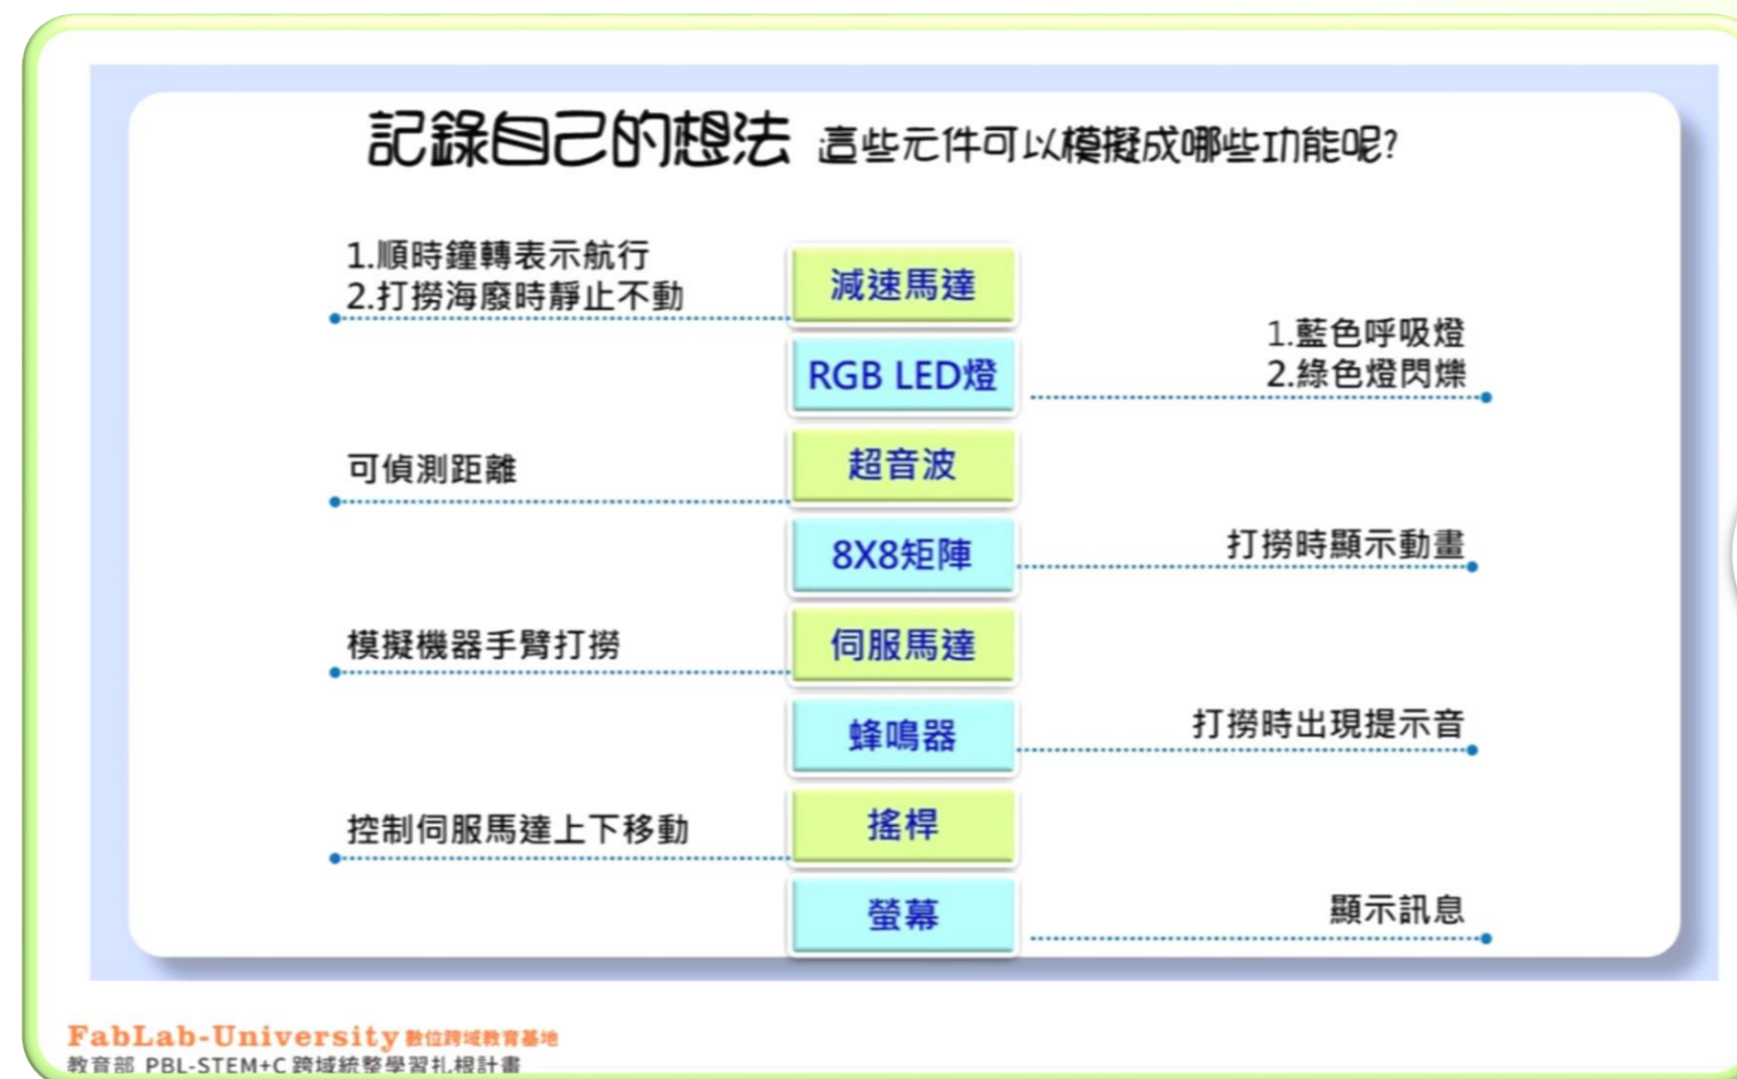 記錄自己的想法 這些元件可以模擬成哪些功能呢?
1.順時鐘轉表示航行
2.打撈海廢時靜止不動
減速馬達
1.藍色呼吸燈
2.綠色燈閃爍
RGB LED燈
可偵測距離
超音波
打撈時顯示動畫
8X8矩陣
模擬機器手臂打撈
伺服馬達
打撈時出現提示音
蜂鳴器
控制伺服馬達上下移動
搖桿
顯示訊息
螢幕
FabLab-University 數位跨域教育基地
教育部 PBL-STEM+C 跨域統整學習扎根計畫